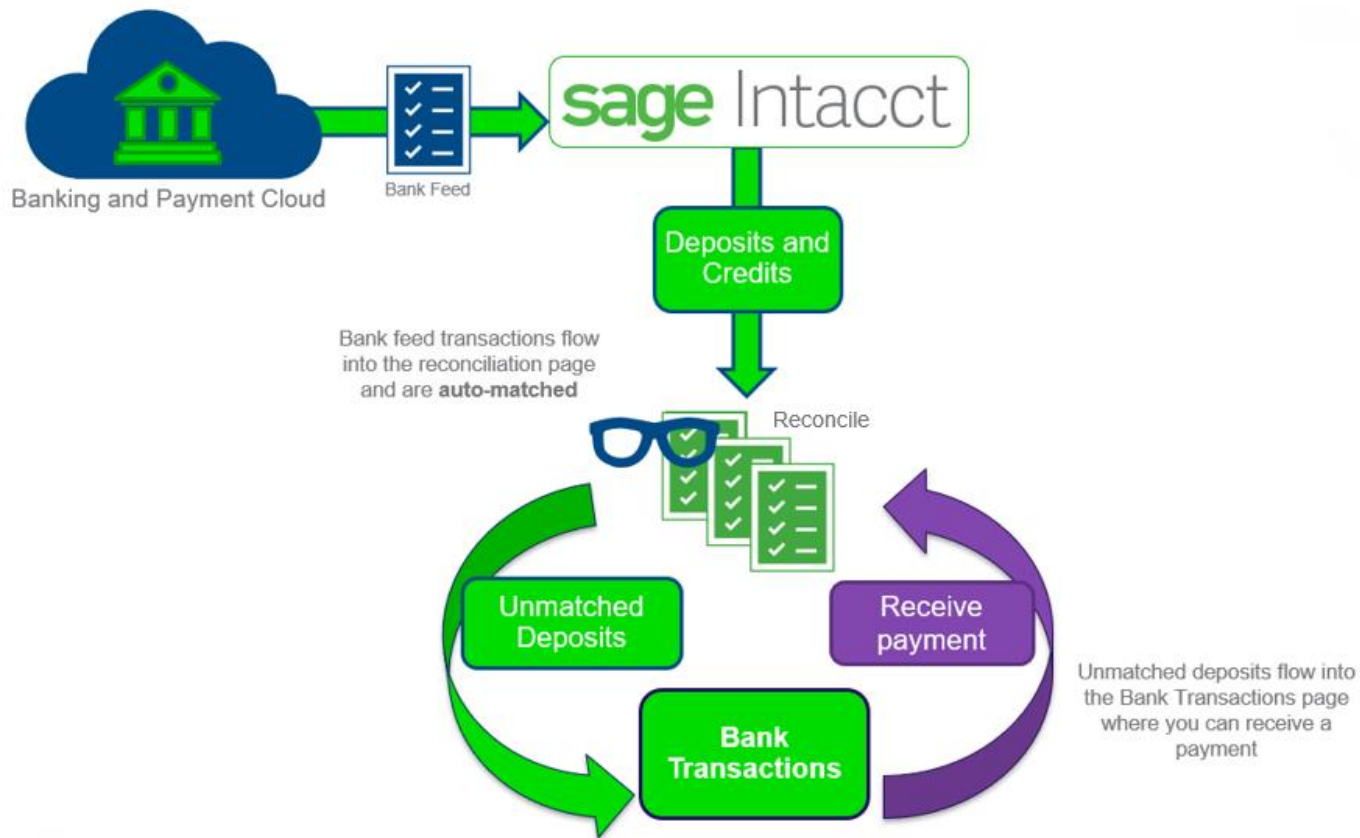 sage Intacct
Banking and Payment Cloud
Bank Feed
Deposits and
Credits
Bank feed transactions flow
into the reconciliation page
and are auto-matched
Reconcile
Unmatched
Deposits
Receive
payment
Bank
Transactions
Unmatched deposits flow into
the Bank Transactions page
where you can receive a
payment